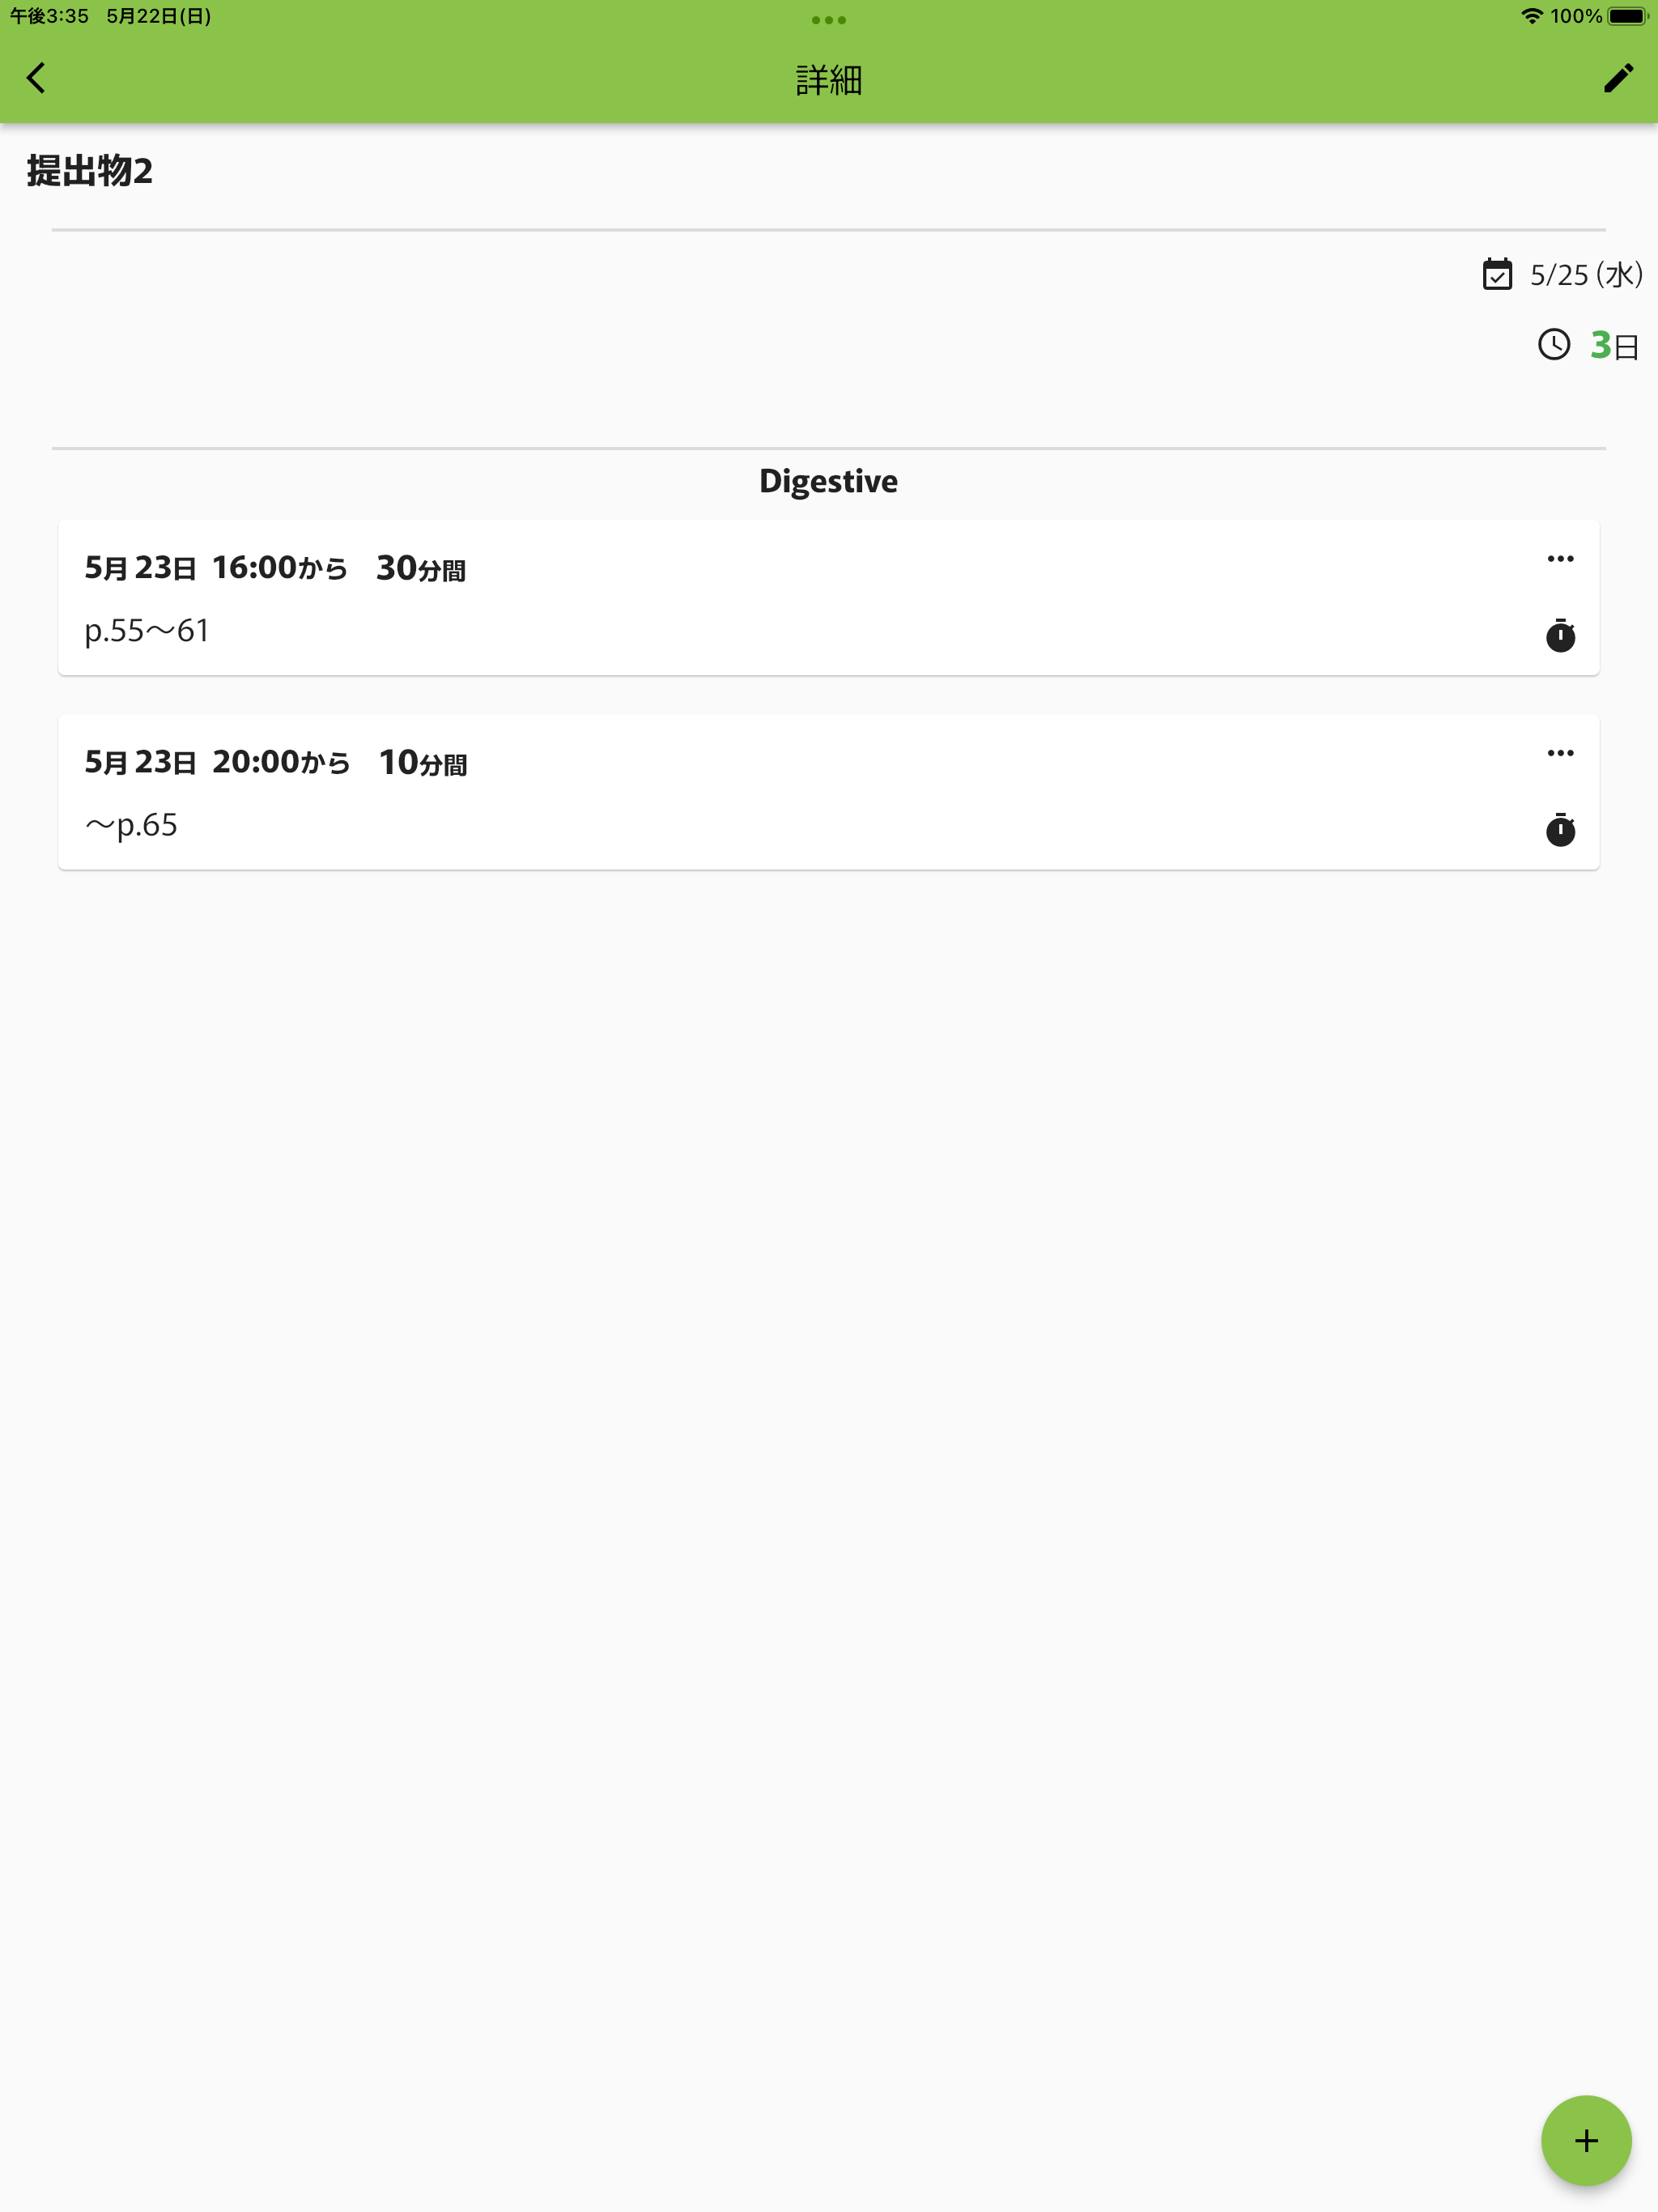 午後3:35 5月22日(日)
100%
詳細
提出物2
5/25 (水)
3日
Digestive
5月 23日 16:00から 30分間
p.55〜61
5月 23日 20:00から 10分間
〜p.65